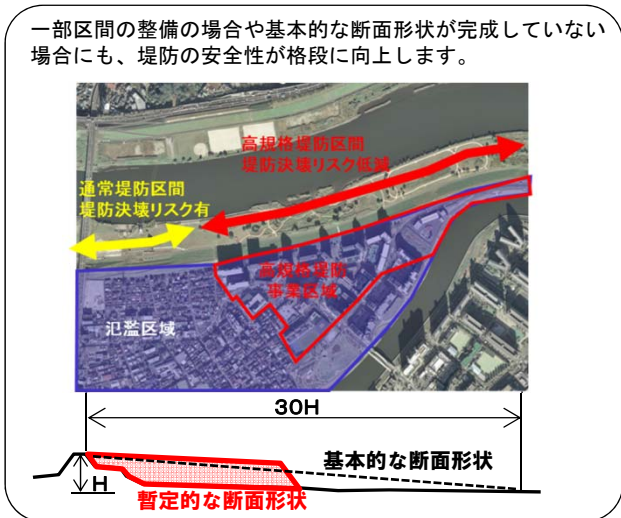 一部区間の整備の場合や基本的な断面形状が完成していない
場合にも、堤防の安全性が格段に向上します。
高規格堤防区間
堤防決壊リスク低減
通常堤防区間
堤防決壊リスク有
高規格堤防
事業区域
氾濫区域
30H
基本的な断面形状
H
暫定的な断面形状